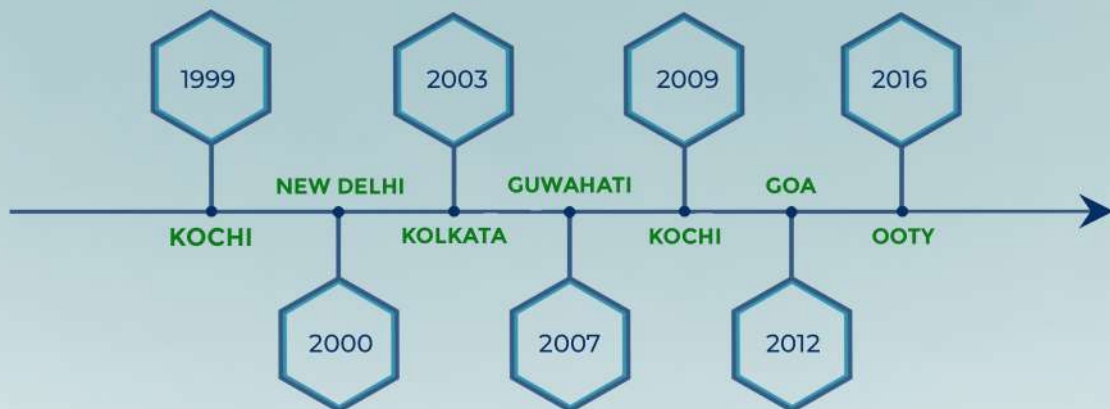 1999
2003
2009
2016
NEW DELHI
GUWAHATI
GOA
KOCHI
KOLKATA
KOCHI
OOTY
2000
2007
2012